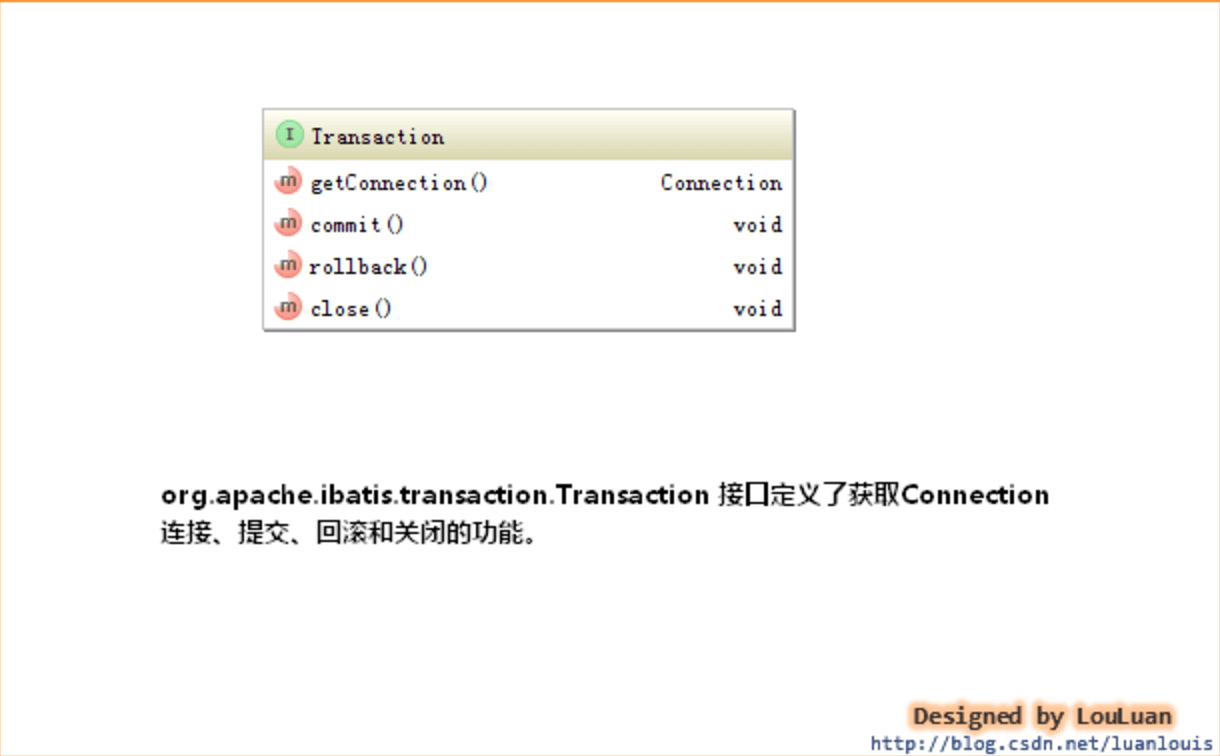 I Transaction
m getConnection() Connection
m commit() void
m rollback() void
m close() void
org.apache.ibatis.transaction.Transaction 接口定义了获取Connection
连接、提交、回滚和关闭的功能。
Designed by LouLuan
http://blog.csdn.net/luanlouis